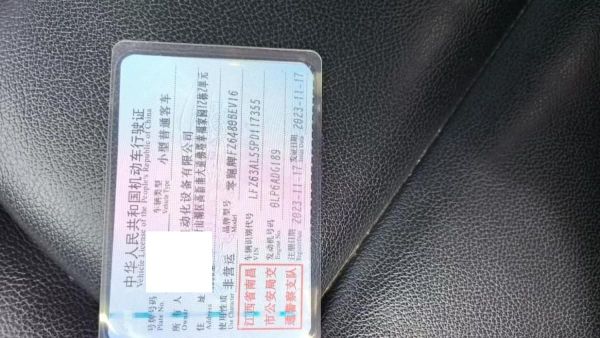 中华人民共和国机动车行驶证
Vehicle License of the People's Republic of China
号牌号码
Plate No.
车辆类型
Vehicle Type
小型普通客车
所有人
Owner
动化设备有限公司
住址
Address
使用性质
Use Character
非营运
品牌型号
Model
零跑牌FZ6480BEV16
江西省南昌
市公安局交
通警察支队
车辆识别代号
VIN
LFZ63AL55PD117355
发动机号码
Engine No.
0LP6ADG189
注册日期
2023-11-17
发证日期
Issue Date
2023-11-17